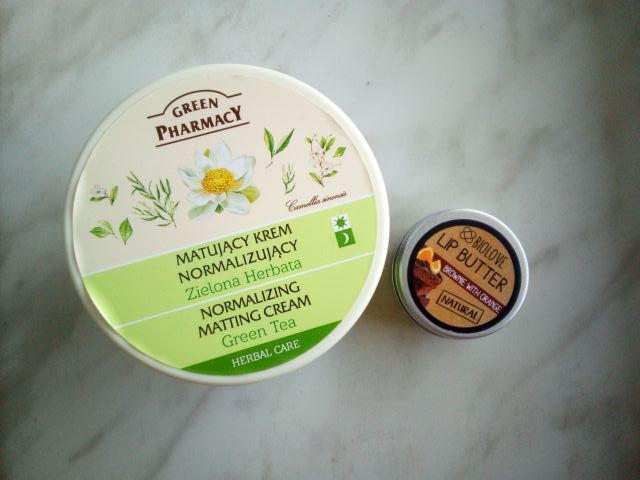 GREEN
PHARMACY
Camellia sinensis
MATUJĄCY KREM
NORMALIZUJĄCY
Zielona Herbata
NORMALIZING
MATTING CREAM
Green Tea
HERBAL CARE
BIOLOVE
LIP BUTTER
BROWNIE WITH ORANGE
NATURAL